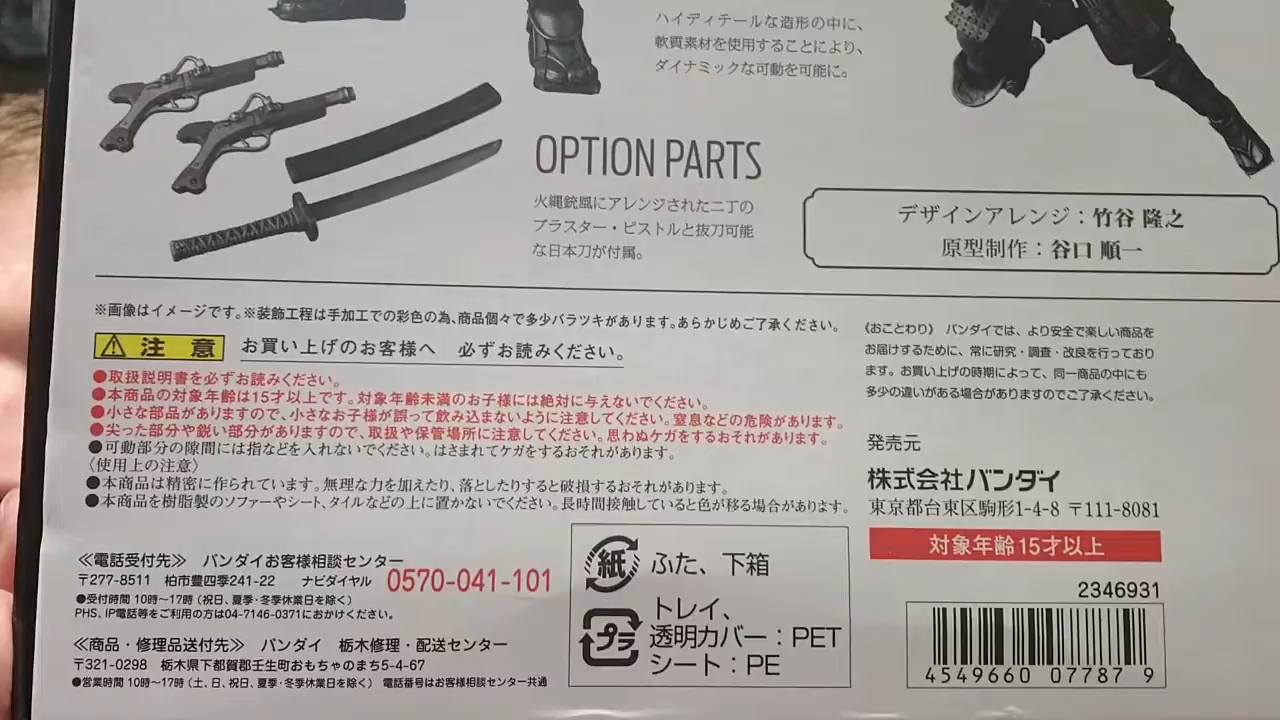 ハイディテールな造形の中に、
軟質素材を使用することにより、
ダイナミックな可動を可能に。
OPTION PARTS
火縄銃風にアレンジされた二丁の
ブラスター・ピストルと抜刀可能
な日本刀が付属。
デザインアレンジ：竹谷 隆之
原型制作：谷口 順一
※画像はイメージです。※装飾工程は手加工での彩色の為、商品個々で多少バラツキがあります。あらかじめご了承ください。
注 意 お買い上げのお客様へ 必ずお読みください。
●取扱説明書を必ずお読みください。
●本商品の対象年齢は15才以上です。対象年齢未満のお子様には絶対に与えないでください。
●小さな部品がありますので、小さなお子様が誤って飲み込まないように注意してください。窒息などの危険があります。
●尖った部分や鋭い部分がありますので、取扱や保管場所に注意してください。思わぬケガをするおそれがあります。
●可動部分の隙間には指などを入れないでください。はさまれてケガをするおそれがあります。
〈使用上の注意〉
●本商品は精密に作られています。無理な力を加えたり、落としたりすると破損するおそれがあります。
●本商品を樹脂製のソファーやシート、タイルなどの上に置かないでください。長時間接触していると色が移る場合があります。
《おことわり》 バンダイでは、より安全で楽しい商品を
お届けするために、常に研究・調査・改良を行っており
ます。お買い上げの時期によって、同一商品の中にも
多少の違いがある場合がありますのでご了承ください。
発売元
株式会社バンダイ
東京都台東区駒形1-4-8 〒111-8081
対象年齢15才以上
2346931
4549660 07787 9
≪電話受付先≫ バンダイお客様相談センター
〒277-8511 柏市豊四季241-22 ナビダイヤル 0570-041-101
●受付時間 10時～17時（祝日、夏季・冬季休業日を除く）
PHS、IP電話等をご利用の方は04-7146-0371におかけください。
≪商品・修理品送付先≫ バンダイ 栃木修理・配送センター
〒321-0298 栃木県下都賀郡壬生町おもちゃのまち5-4-67
●営業時間 10時～17時（土、日、祝日、夏季・冬季休業日を除く） 電話番号はお客様相談センター共通
紙 ふた、下箱
プラ トレイ、
透明カバー：PET
シート：PE